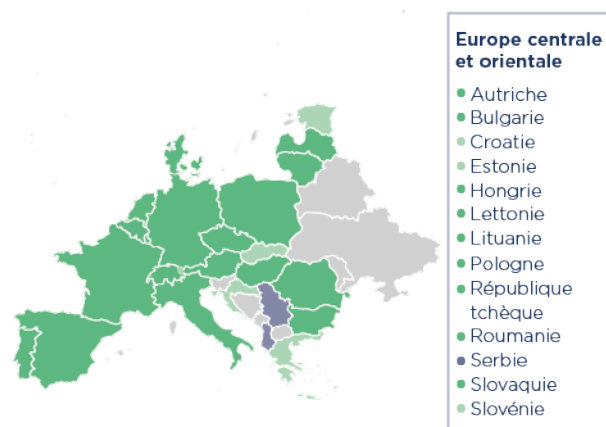 Europe centrale
et orientale
Autriche
Bulgarie
Croatie
Estonie
Hongrie
Lettonie
Lituanie
Pologne
République
tchèque
Roumanie
Serbie
Slovaquie
Slovénie